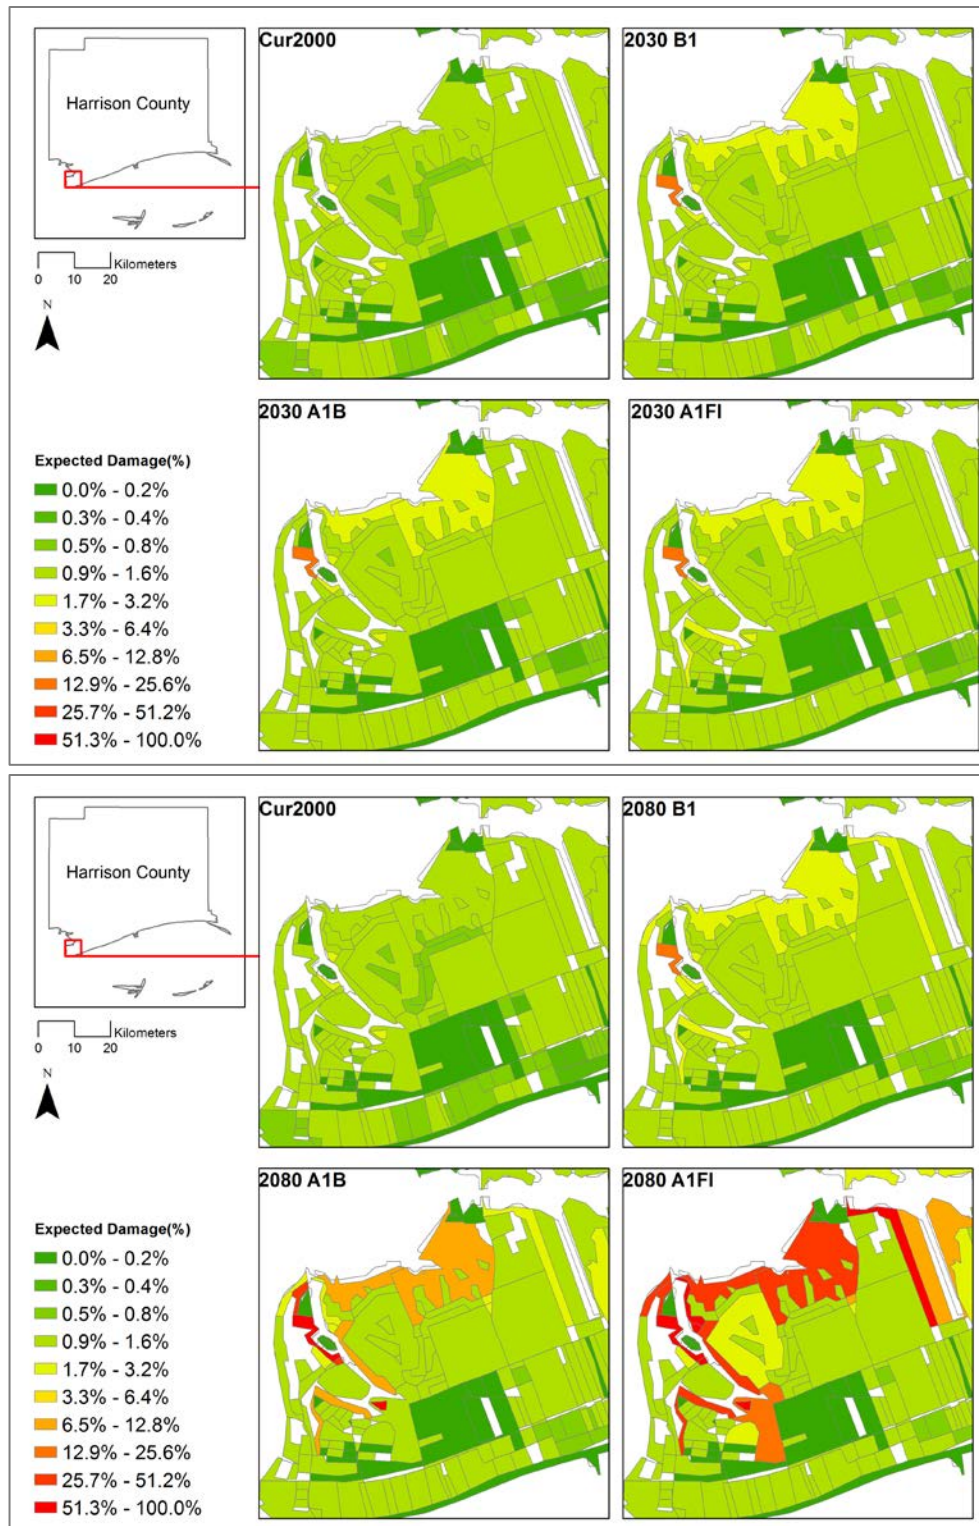 Cur2000
2030 B1
Harrison County
Kilometers
0 10 20
N
2030 A1B
2030 A1FI
Expected Damage(%)
0.0% - 0.2%
0.3% - 0.4%
0.5% - 0.8%
0.9% - 1.6%
1.7% - 3.2%
3.3% - 6.4%
6.5% - 12.8%
12.9% - 25.6%
25.7% - 51.2%
51.3% - 100.0%
Cur2000
2080 B1
Harrison County
Kilometers
0 10 20
N
2080 A1B
2080 A1FI
Expected Damage(%)
0.0% - 0.2%
0.3% - 0.4%
0.5% - 0.8%
0.9% - 1.6%
1.7% - 3.2%
3.3% - 6.4%
6.5% - 12.8%
12.9% - 25.6%
25.7% - 51.2%
51.3% - 100.0%